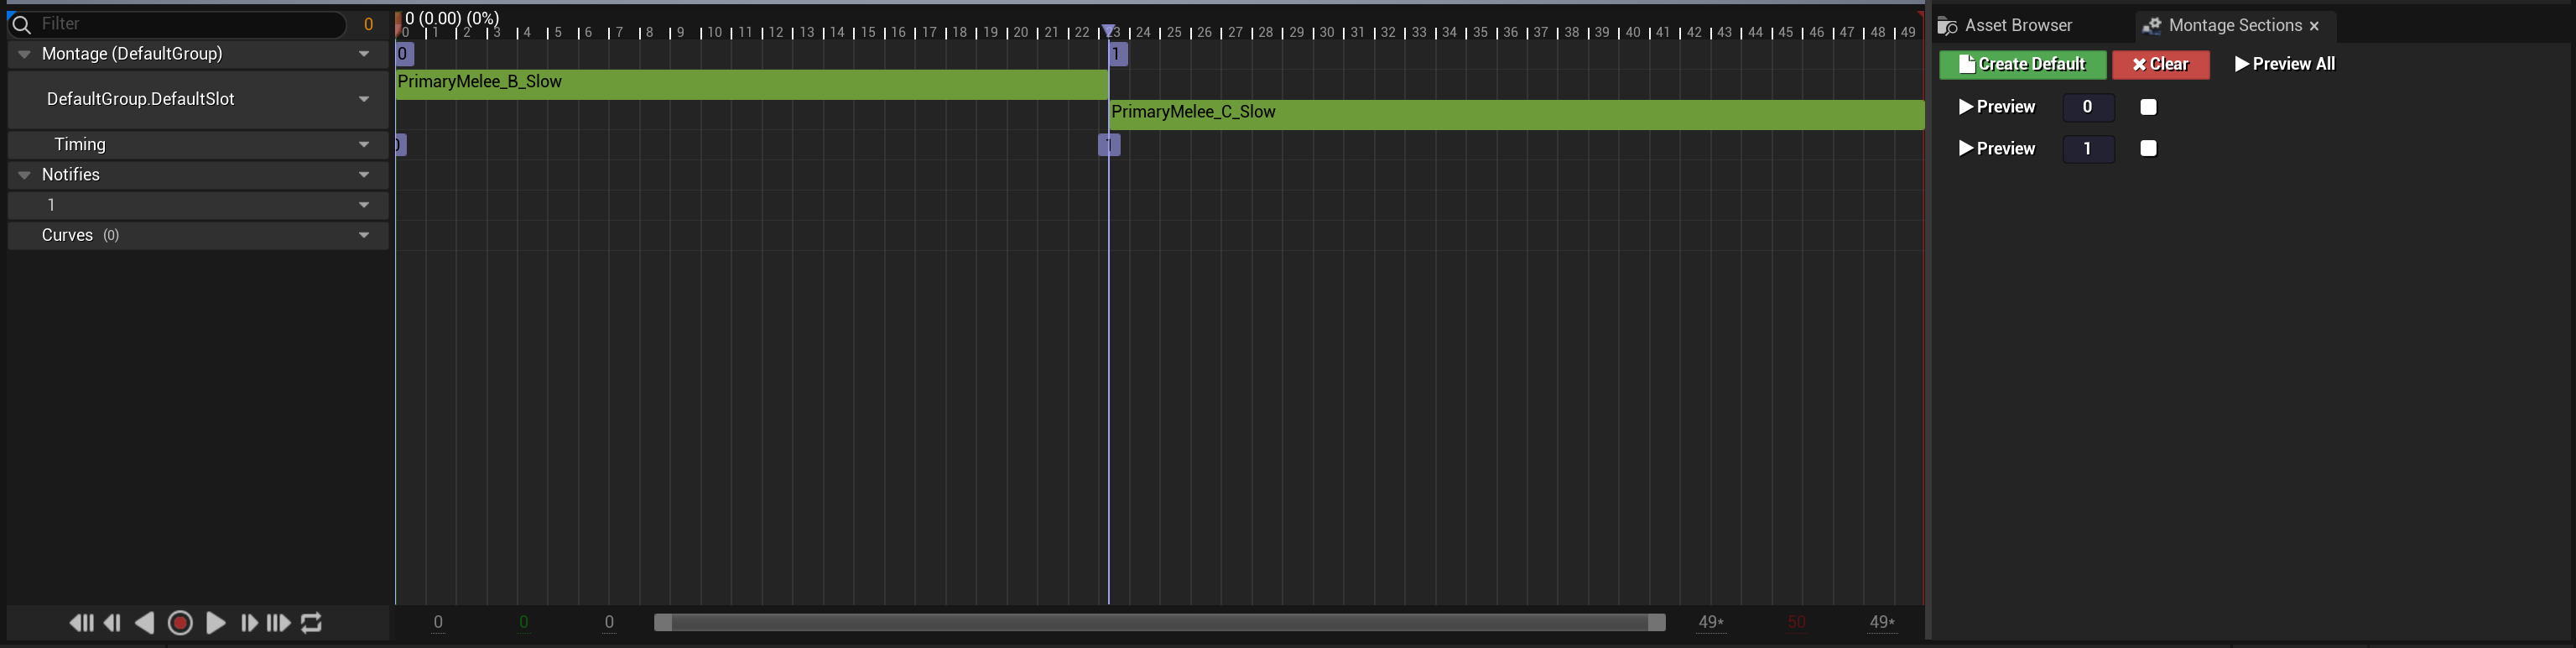 Filter 0
0 (0.00) (0%)
0 1 2 3 4 5 6 7 8 9 10 11 12 13 14 15 16 17 18 19 20 21 22 23 24 25 26 27 28 29 30 31 32 33 34 35 36 37 38 39 40 41 42 43 44 45 46 47 48 49
Montage (DefaultGroup)
0 1
PrimaryMelee_B_Slow
DefaultGroup.DefaultSlot
PrimaryMelee_C_Slow
Timing
0 1
Notifies
1
Curves (0)
0 0 0 49* 50 49*
Asset Browser Montage Sections
Create Default Clear Preview All
Preview 0
Preview 1